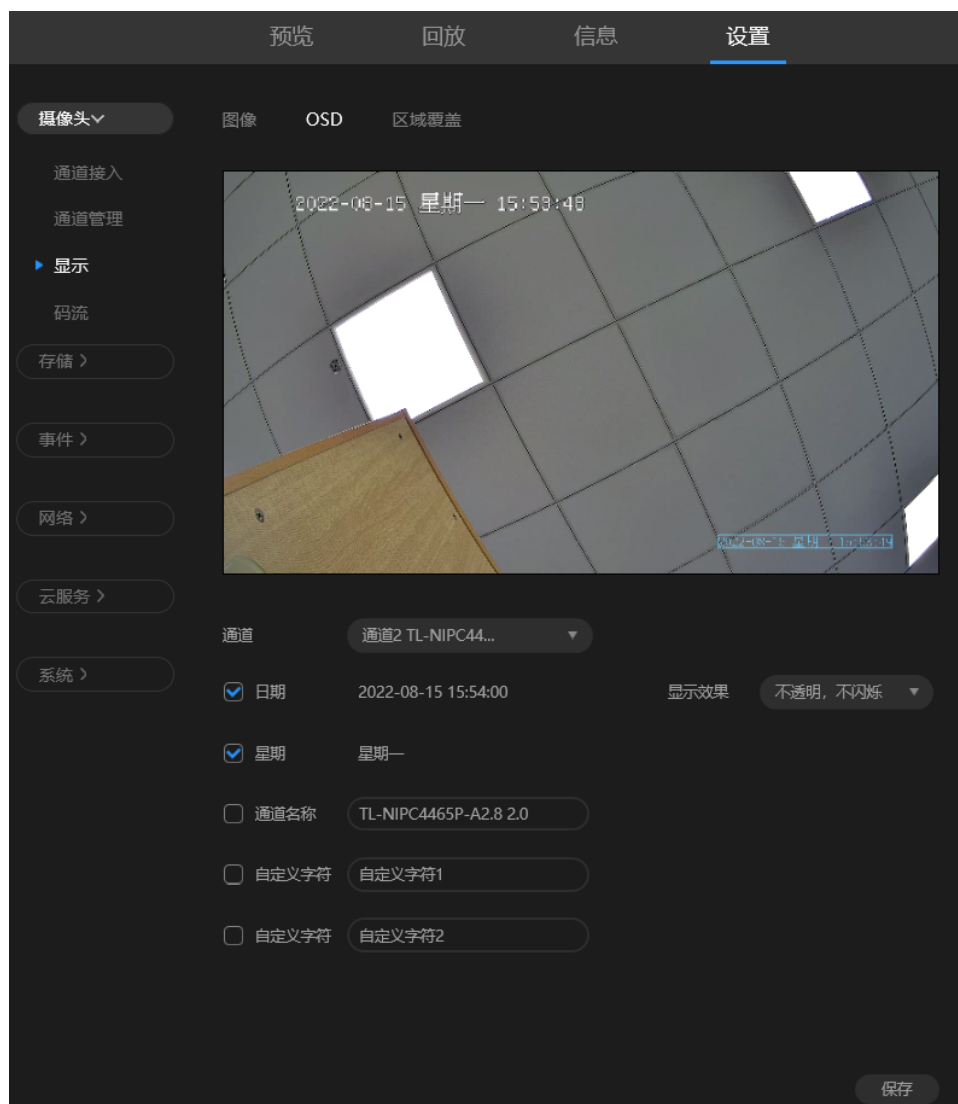 预览 回放 信息 设置
摄像头
图像 OSD 区域覆盖
通道接入
通道管理
显示
码流
存储
事件
网络
云服务
系统
2022-08-15 星期一 15:53:48
通道 通道2 TL-NIPC44...
日期 2022-08-15 15:54:00 显示效果 不透明，不闪烁
星期 星期一
通道名称 TL-NIPC4465P-A2.8 2.0
自定义字符 自定义字符1
自定义字符 自定义字符2
保存